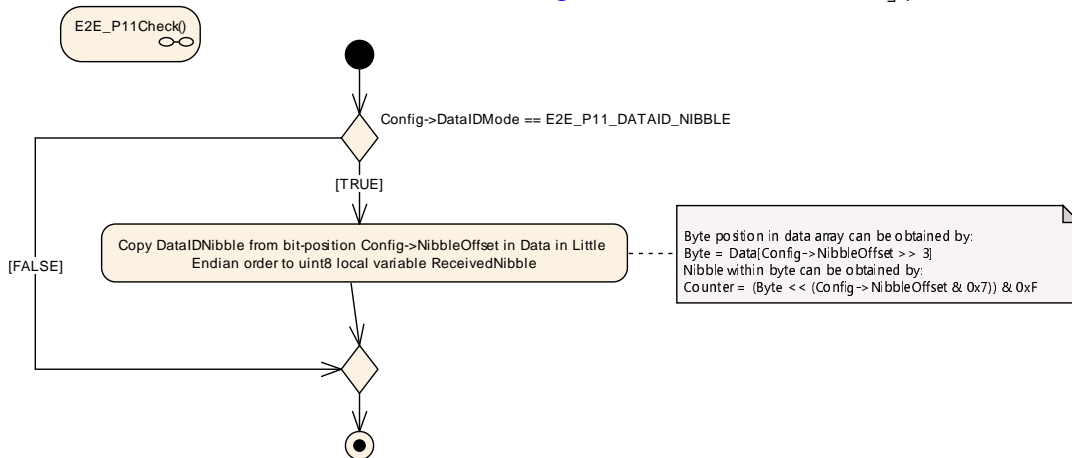 E2E_P11Check()
Config->DataIDMode == E2E_P11_DATAID_NIBBLE
[TRUE]
Copy DataIDNibble from bit-position Config->NibbleOffset in Data in Little
Endian order to uint8 local variable ReceivedNibble
[FALSE]
Byte position in data array can be obtained by:
Byte = Data[Config->NibbleOffset >> 3]
Nibble within byte can be obtained by:
Counter = (Byte << (Config->NibbleOffset & 0x7)) & 0xF